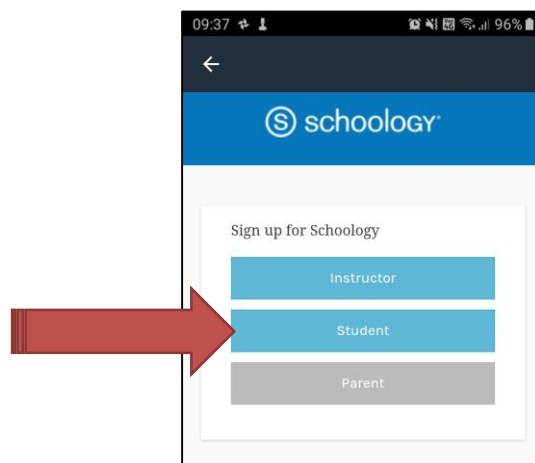 09:37 96%
schoology
Sign up for Schoology
Instructor
Student
Parent